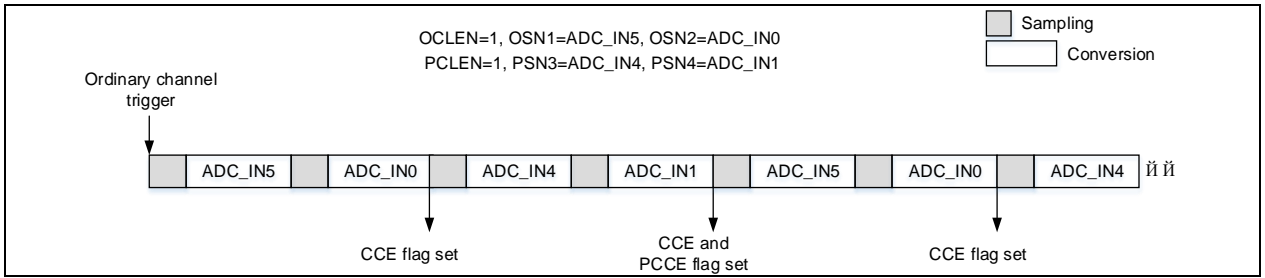 OCLEN=1, OSN1=ADC_IN5, OSN2=ADC_IN0
PCLEN=1, PSN3=ADC_IN4, PSN4=ADC_IN1
Sampling
Conversion
Ordinary channel
trigger
ADC_IN5 ADC_IN0 ADC_IN4 ADC_IN1 ADC_IN5 ADC_IN0 ADC_IN4 Й Й
CCE flag set
CCE and
PCCE flag set
CCE flag set